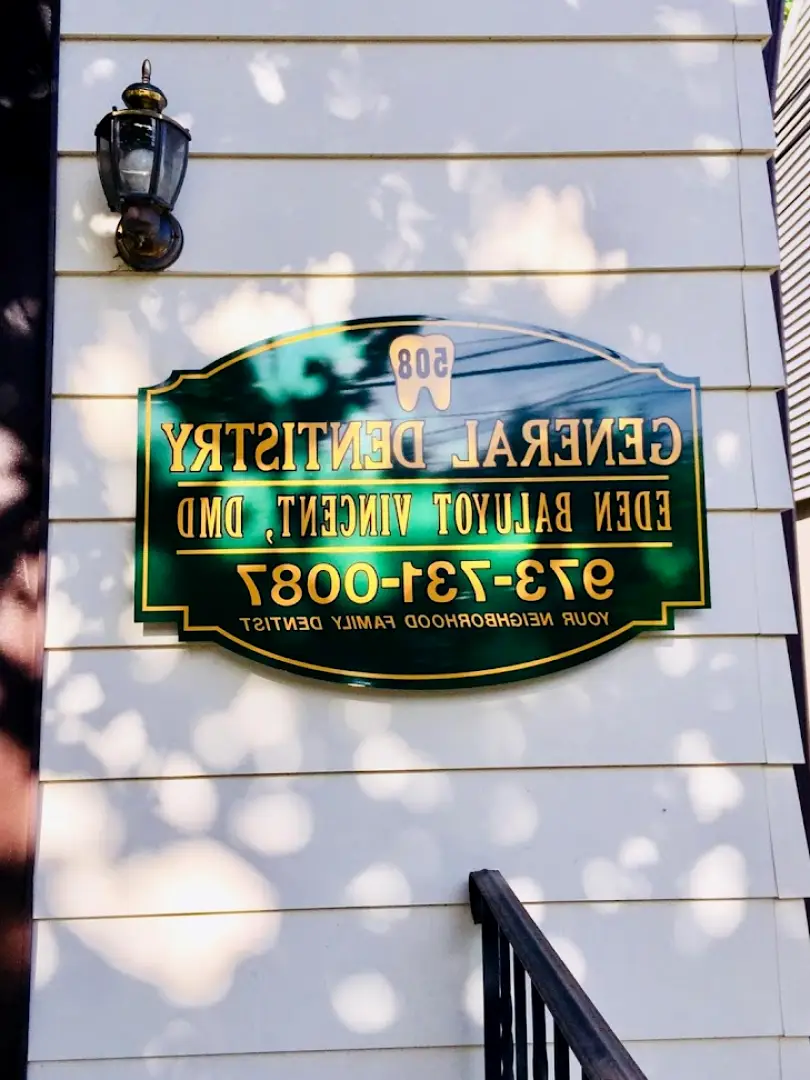 508
GENERAL DENTISTRY
EDEN BALUYOT VINCENT, DMD
973-731-0087
YOUR NEIGHBORHOOD FAMILY DENTIST